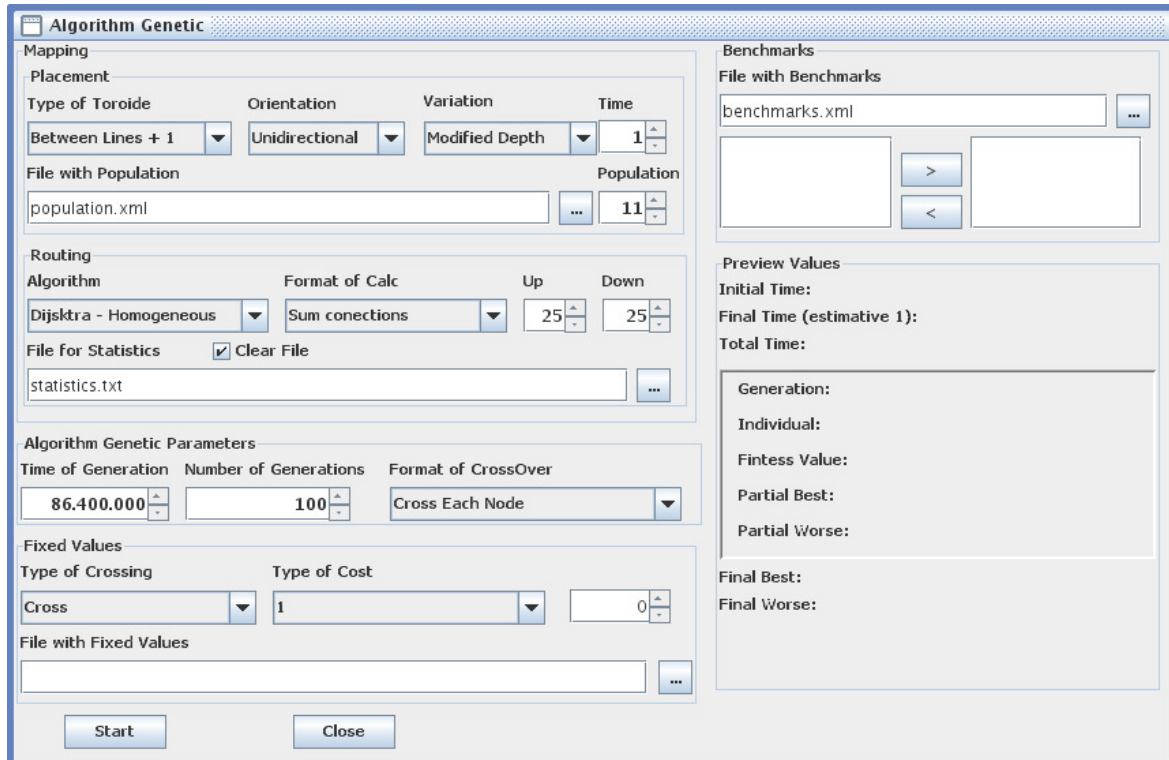 Algorithm Genetic
Mapping
Placement
Type of Toroide Orientation Variation Time
Between Lines + 1 Unidirectional Modified Depth 1
File with Population Population
population.xml ... 11
Routing
Algorithm Format of Calc Up Down
Dijsktra - Homogeneous Sum conections 25 25
File for Statistics Clear File
statistics.txt ...
Algorithm Genetic Parameters
Time of Generation Number of Generations Format of CrossOver
86.400.000 100 Cross Each Node
Fixed Values
Type of Crossing Type of Cost
Cross 1 0
File with Fixed Values
...
Start Close
Benchmarks
File with Benchmarks
benchmarks.xml ...
>
<
Preview Values
Initial Time:
Final Time (estimative 1):
Total Time:
Generation:
Individual:
Fintess Value:
Partial Best:
Partial Worse:
Final Best:
Final Worse: